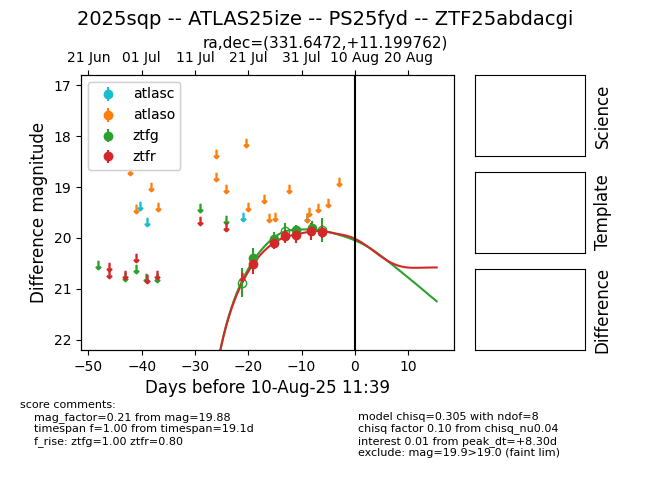 2025sqp -- ATLAS25ize -- PS25fyd -- ZTF25abdacgi
ra,dec=(331.6472,+11.199762)
21 Jun 01 Jul 11 Jul 21 Jul 31 Jul 10 Aug 20 Aug
17
18
19
20
21
22
Difference magnitude
atlasc
atlaso
ztfg
ztfr
−50 −40 −30 −20 −10 0 10
Days before 10-Aug-25 11:39
Science
Template
Difference
score comments:
mag_factor=0.21 from mag=19.88
timespan f=1.00 from timespan=19.1d
f_rise: ztfg=1.00 ztfr=0.80
model chisq=0.305 with ndof=8
chisq factor 0.10 from chisq_nu0.04
interest 0.01 from peak_dt=+8.30d
exclude: mag=19.9>19.0 (faint lim)